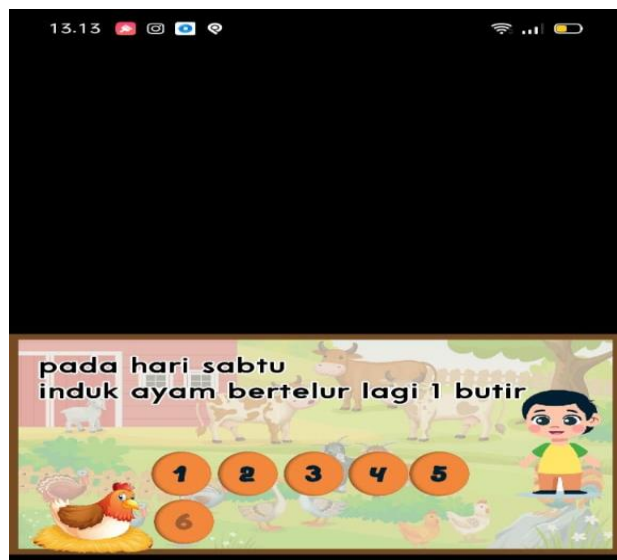 13.13
pada hari sabtu
induk ayam bertelur lagi 1 butir
1 2 3 4 5
6